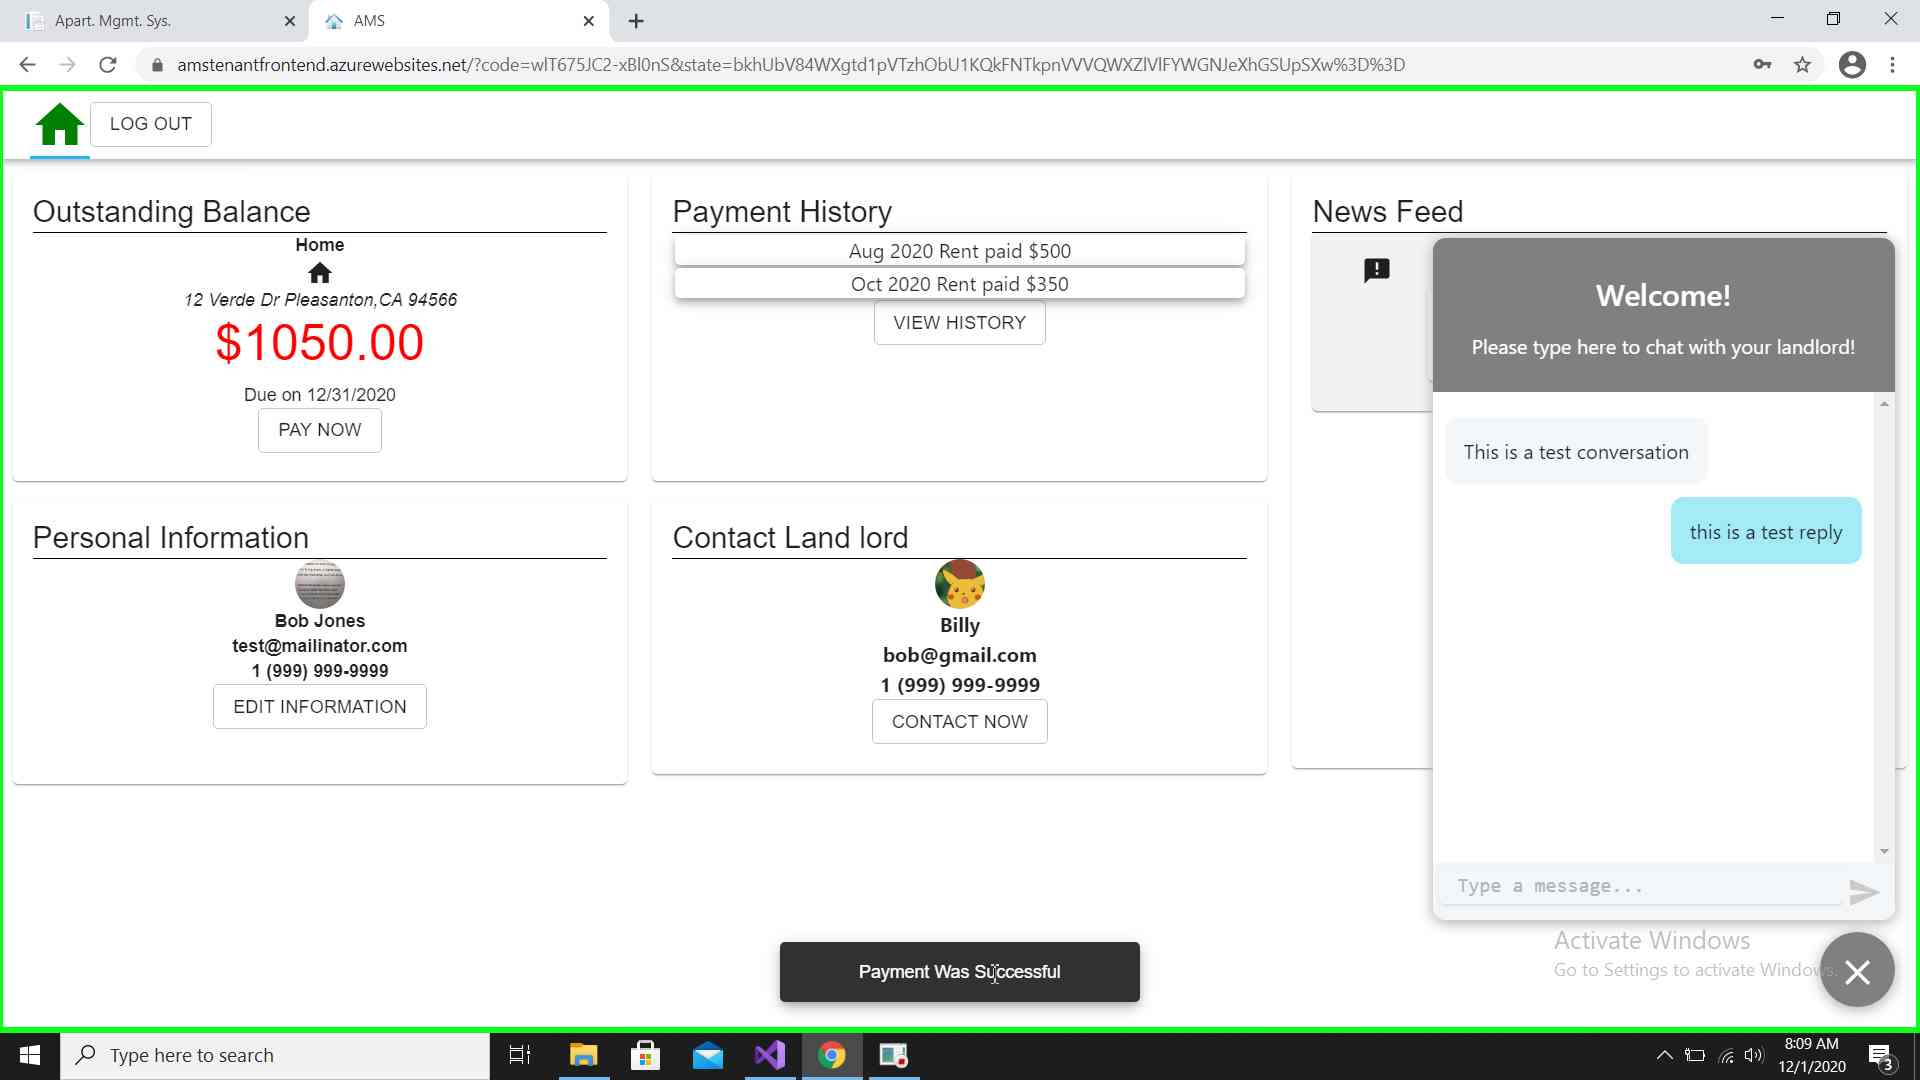 Apart. Mgmt. Sys.
AMS
amstenantfrontend.azurewebsites.net/?code=wlT675JC2-xBl0nS&state=bkhUbV84WXgtd1pVTzhObU1KQkFNTkpnVVVQWXZlVlFYWGNJeXhGSUpSXw%3D%3D
LOG OUT
Outstanding Balance
Home
12 Verde Dr Pleasanton,CA 94566
$1050.00
Due on 12/31/2020
PAY NOW
Payment History
Aug 2020 Rent paid $500
Oct 2020 Rent paid $350
VIEW HISTORY
News Feed
Personal Information
Bob Jones
test@mailinator.com
1 (999) 999-9999
EDIT INFORMATION
Contact Land lord
Billy
bob@gmail.com
1 (999) 999-9999
CONTACT NOW
Welcome!
Please type here to chat with your landlord!
This is a test conversation
this is a test reply
Type a message...
Payment Was Successful
Activate Windows
Go to Settings to activate Windows.
Type here to search
8:09 AM
12/1/2020
3